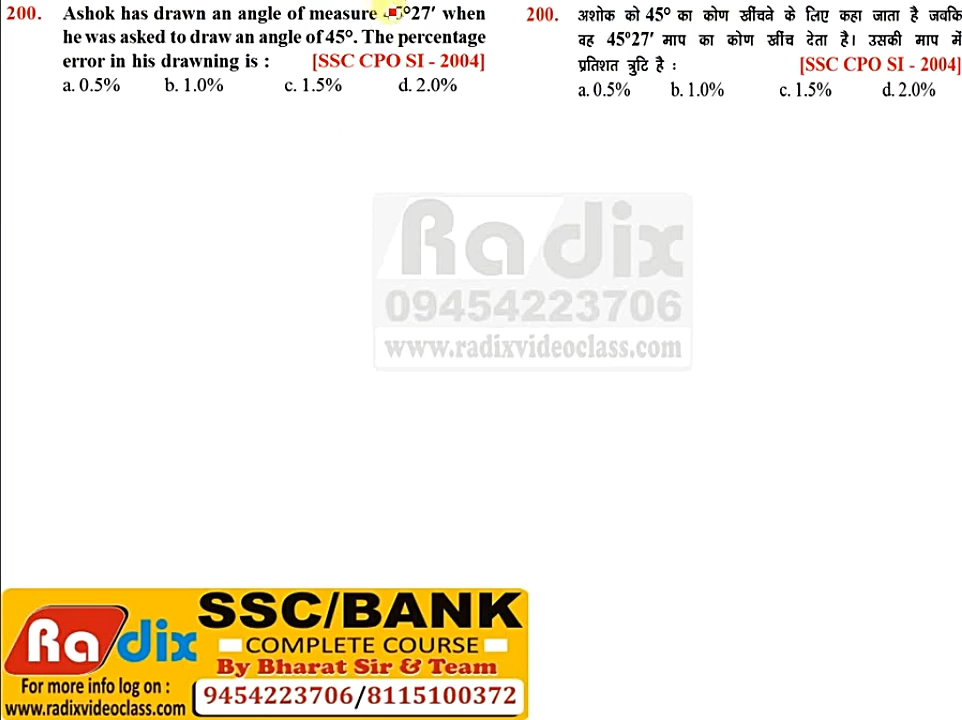 200. Ashok has drawn an angle of measure 45°27′ when
he was asked to draw an angle of 45°. The percentage
error in his drawning is : [SSC CPO SI - 2004]
a. 0.5% b. 1.0% c. 1.5% d. 2.0%
200. अशोक को 45° का कोण खींचने के लिए कहा जाता है जबकि
वह 45°27′ माप का कोण खींच देता है। उसकी माप में
प्रतिशत त्रुटि है : [SSC CPO SI - 2004]
a. 0.5% b. 1.0% c. 1.5% d. 2.0%
Radix
09454223706
www.radixvideoclass.com
Radix
SSC/BANK
COMPLETE COURSE
By Bharat Sir & Team
For more info log on :
www.radixvideoclass.com
9454223706/8115100372